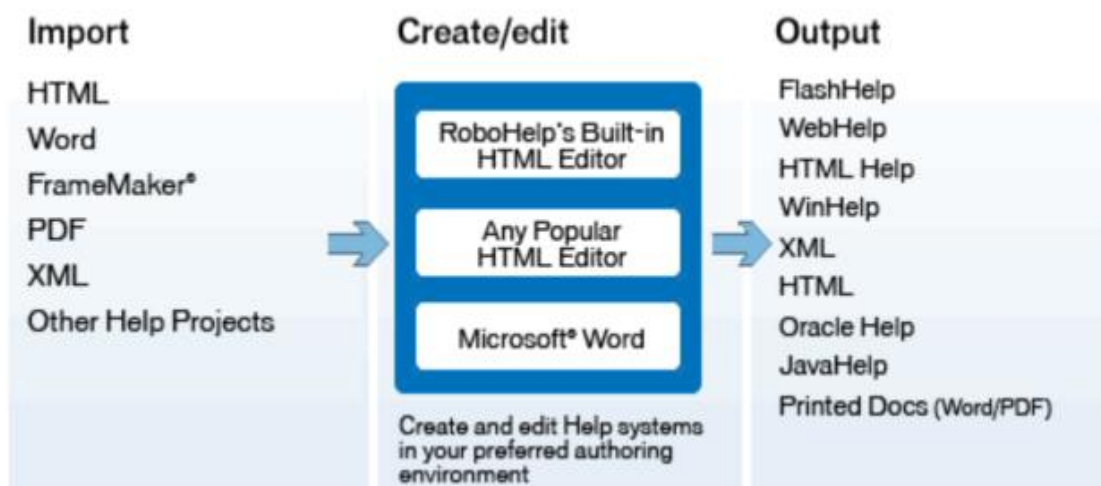 Import
HTML
Word
FrameMaker®
PDF
XML
Other Help Projects
Create/edit
RoboHelp's Built-in
HTML Editor
Any Popular
HTML Editor
Microsoft® Word
Create and edit Help systems
in your preferred authoring
environment
Output
FlashHelp
WebHelp
HTML Help
WinHelp
XML
HTML
Oracle Help
JavaHelp
Printed Docs (Word/PDF)